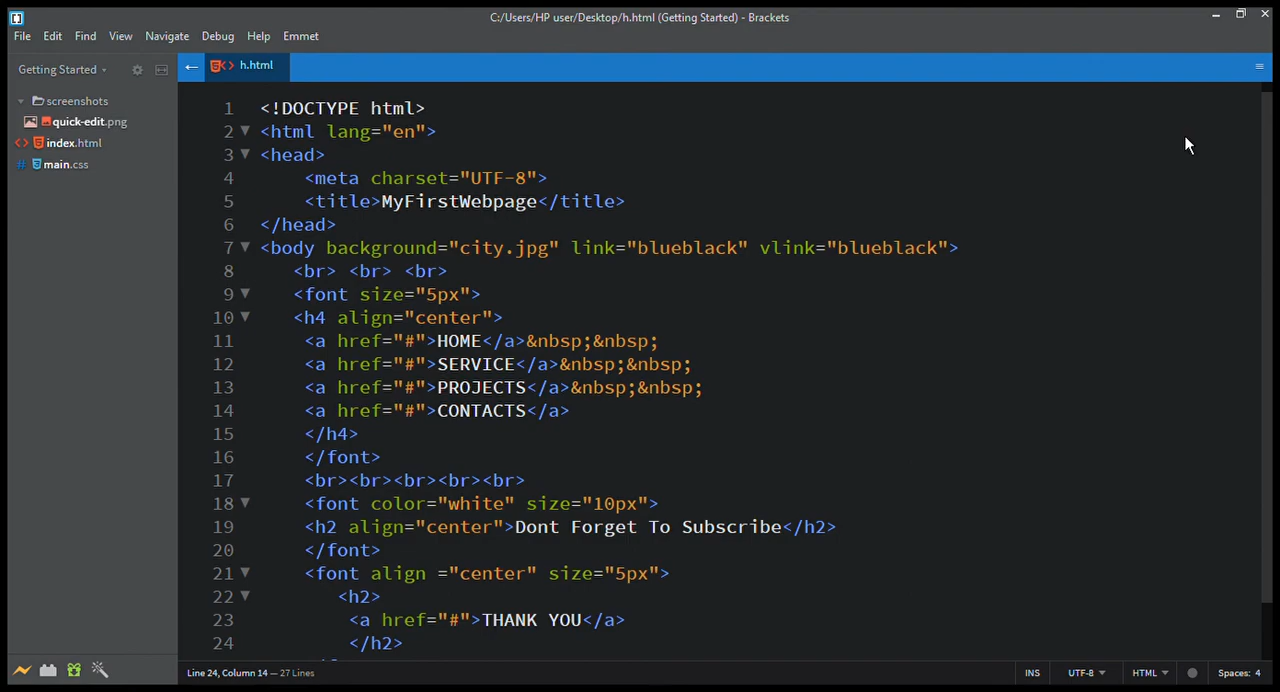 C:/Users/HP user/Desktop/h.html (Getting Started) - Brackets
File Edit Find View Navigate Debug Help Emmet
Getting Started
h.html
screenshots
quick-edit.png
index.html
main.css
1 <!DOCTYPE html>
2 <html lang="en">
3 <head>
4 <meta charset="UTF-8">
5 <title>MyFirstWebpage</title>
6 </head>
7 <body background="city.jpg" link="blueblack" vlink="blueblack">
8 <br> <br> <br>
9 <font size="5px">
10 <h4 align="center">
11 <a href="#">HOME</a>&nbsp;&nbsp;
12 <a href="#">SERVICE</a>&nbsp;&nbsp;
13 <a href="#">PROJECTS</a>&nbsp;&nbsp;
14 <a href="#">CONTACTS</a>
15 </h4>
16 </font>
17 <br><br><br><br><br>
18 <font color="white" size="10px">
19 <h2 align="center">Dont Forget To Subscribe</h2>
20 </font>
21 <font align ="center" size="5px">
22 <h2>
23 <a href="#">THANK YOU</a>
24 </h2>
Line 24, Column 14 — 27 Lines
INS UTF-8 HTML Spaces: 4